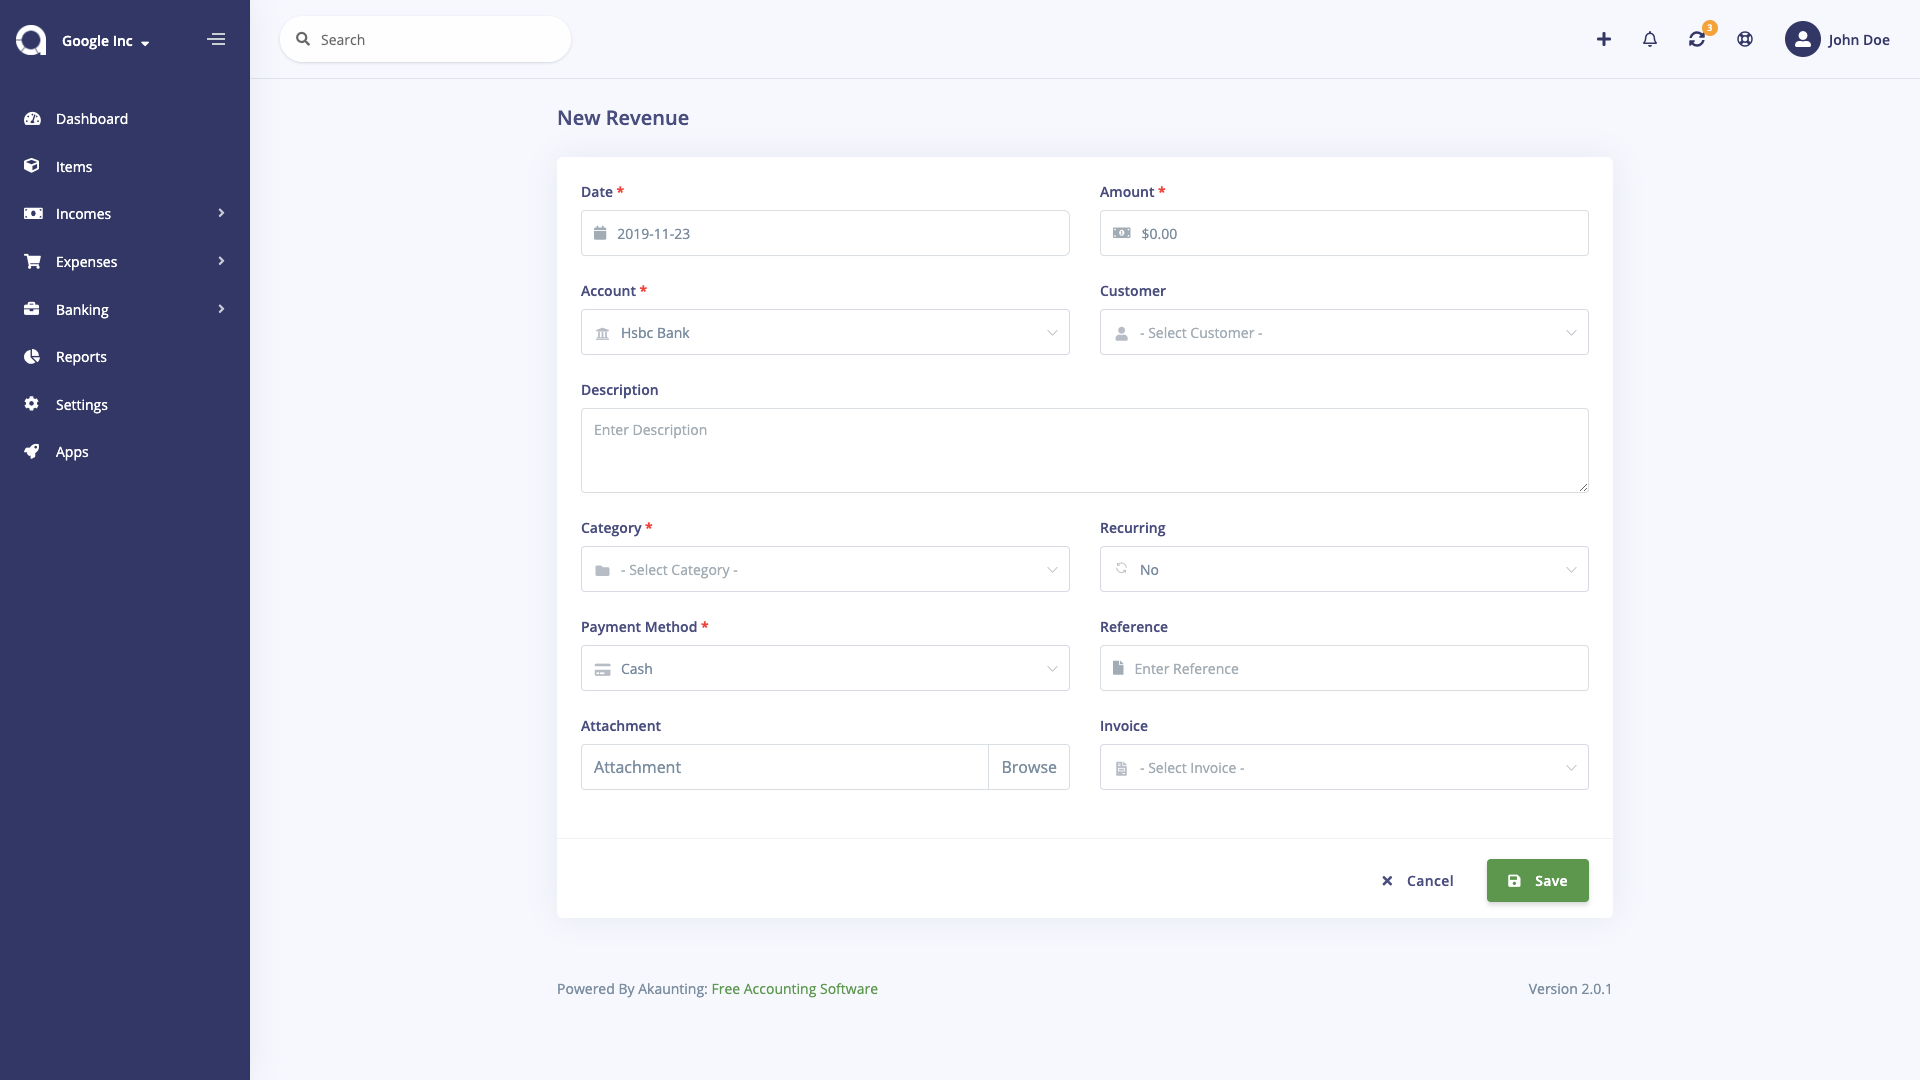 Google Inc
Search
3
John Doe
Dashboard
Items
Incomes
Expenses
Banking
Reports
Settings
Apps
New Revenue
Date *
Amount *
2019-11-23
$0.00
Account *
Customer
Hsbc Bank
- Select Customer -
Description
Enter Description
Category *
Recurring
- Select Category -
No
Payment Method *
Reference
Cash
Enter Reference
Attachment
Invoice
Attachment
Browse
- Select Invoice -
Cancel
Save
Powered By Akaunting: Free Accounting Software
Version 2.0.1